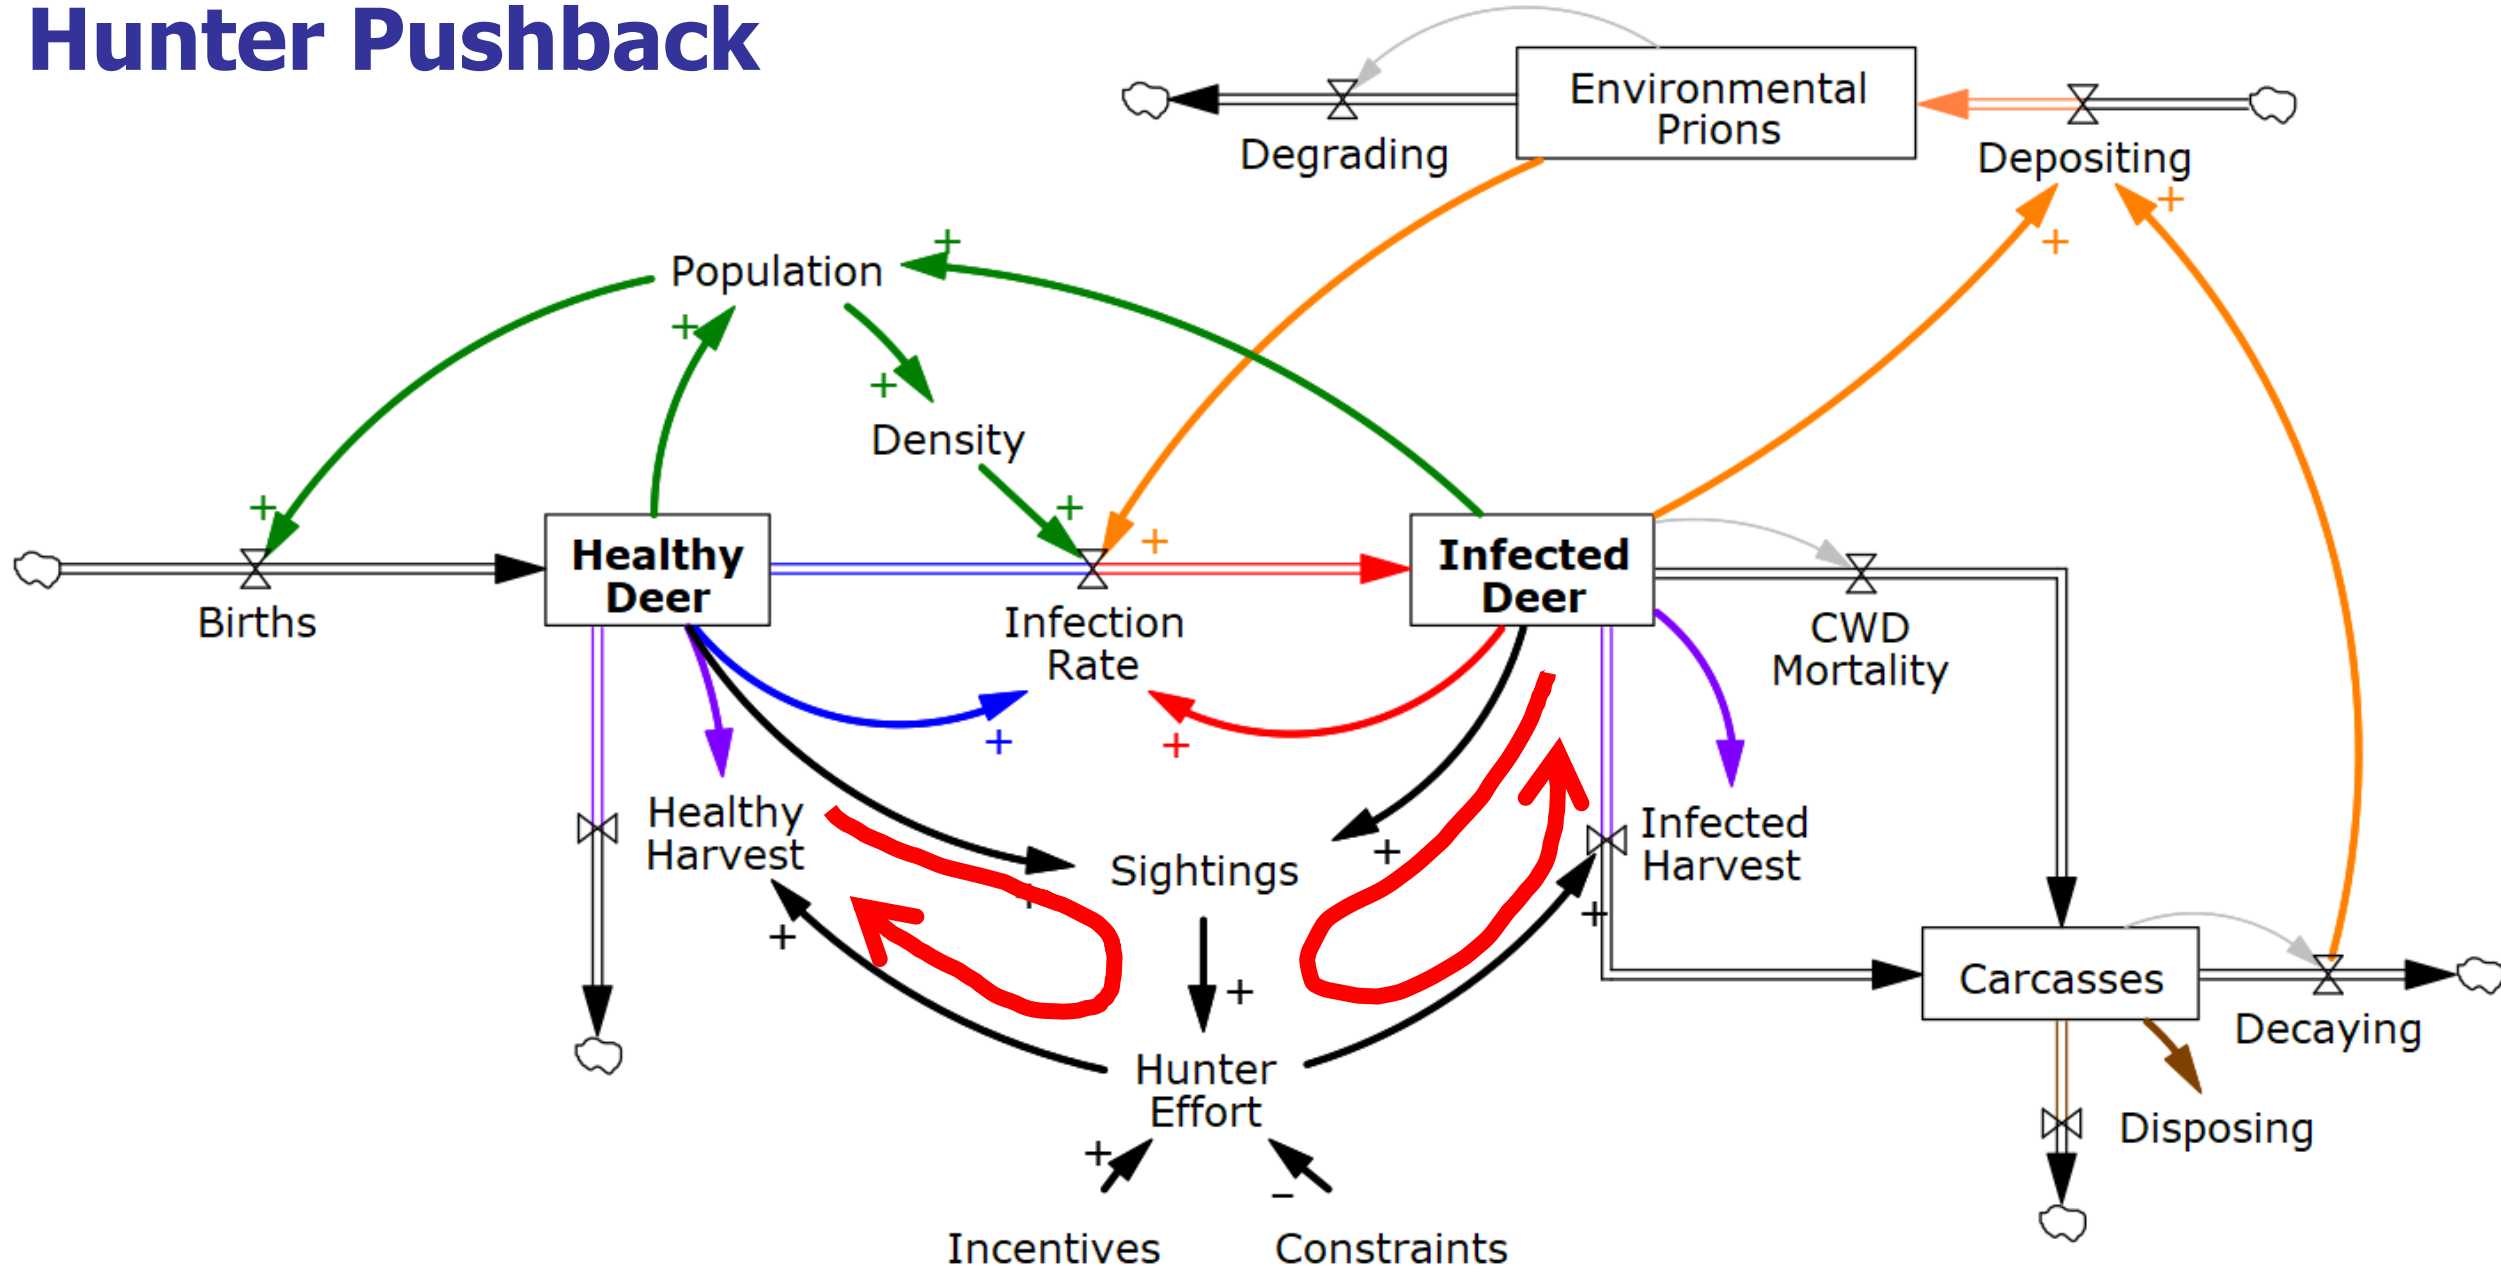 Hunter Pushback
Environmental
Prions
Degrading
Depositing
+
+
+
Population
+
+
Density
+
+
+
Healthy
Deer
Infected
Deer
Births
Infection
Rate
CWD
Mortality
+
+
Healthy
Harvest
Infected
Harvest
Sightings
+
+
+
+
+
Carcasses
Decaying
Hunter
Effort
Disposing
+
–
Incentives
Constraints